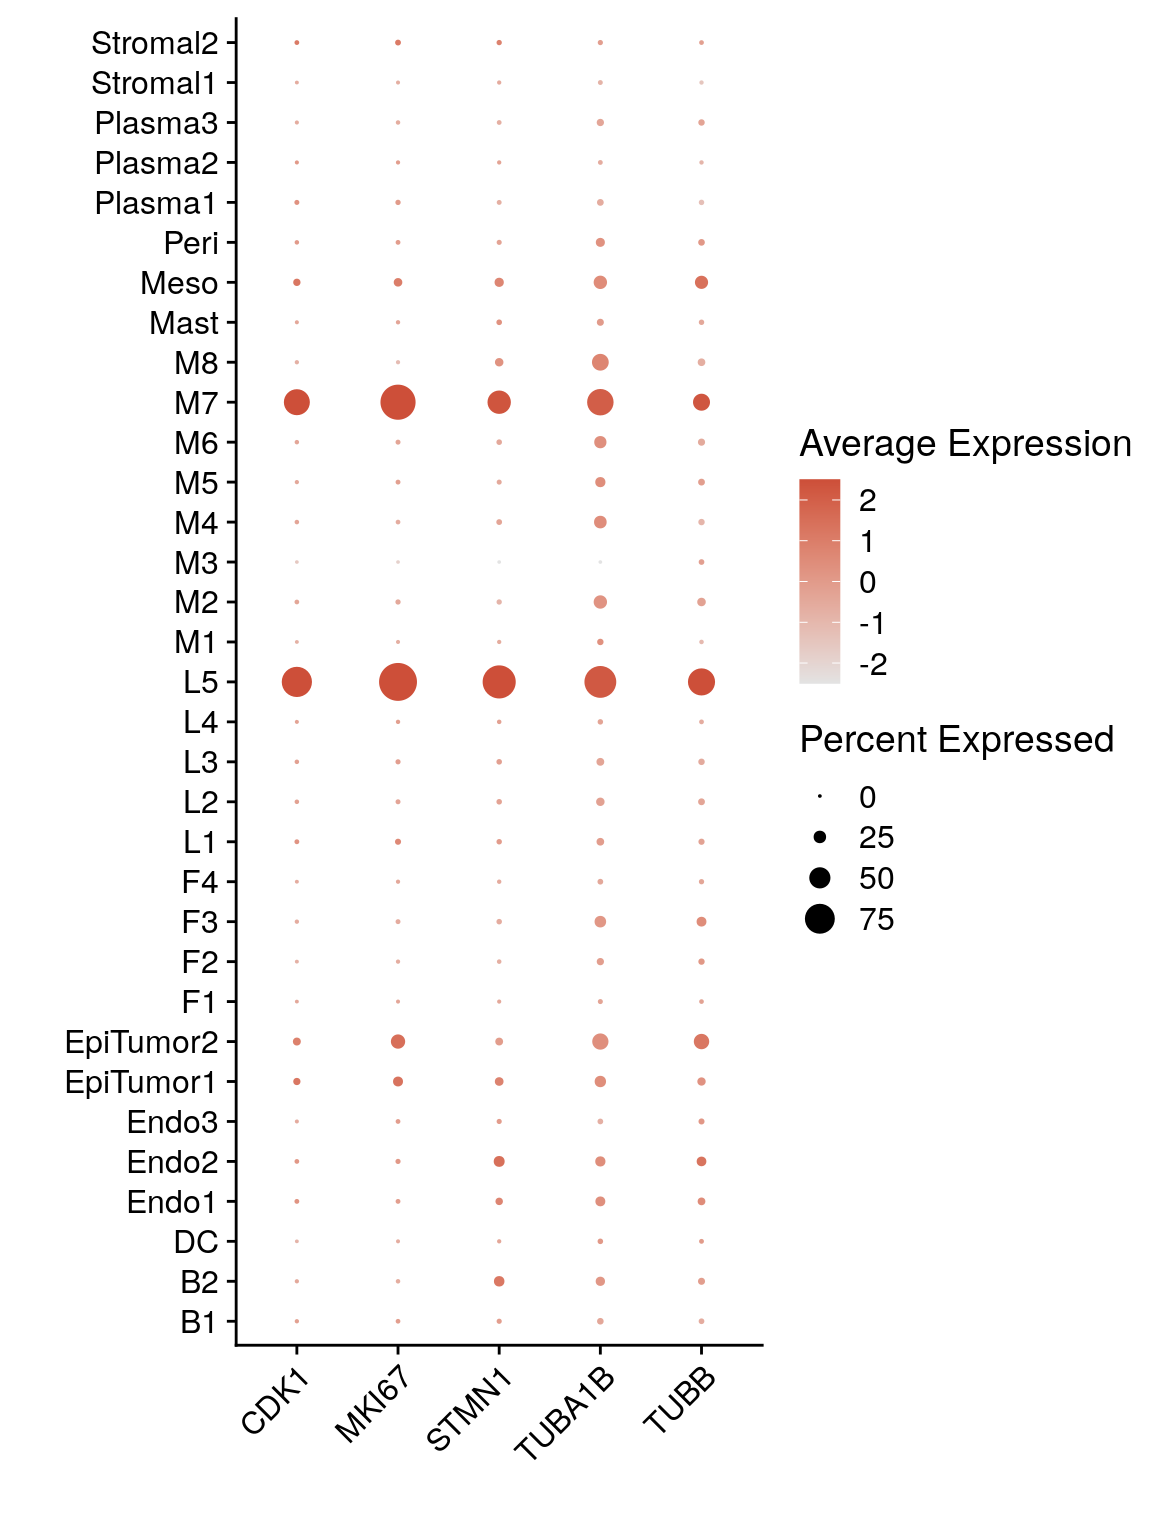 Stromal2
Stromal1
Plasma3
Plasma2
Plasma1
Peri
Meso
Mast
M8
M7
M6
M5
M4
M3
M2
M1
L5
L4
L3
L2
L1
F4
F3
F2
F1
EpiTumor2
EpiTumor1
Endo3
Endo2
Endo1
DC
B2
B1
CDK1
MKI67
STMN1
TUBA1B
TUBB
Average Expression
2
1
0
-1
-2
Percent Expressed
0
25
50
75